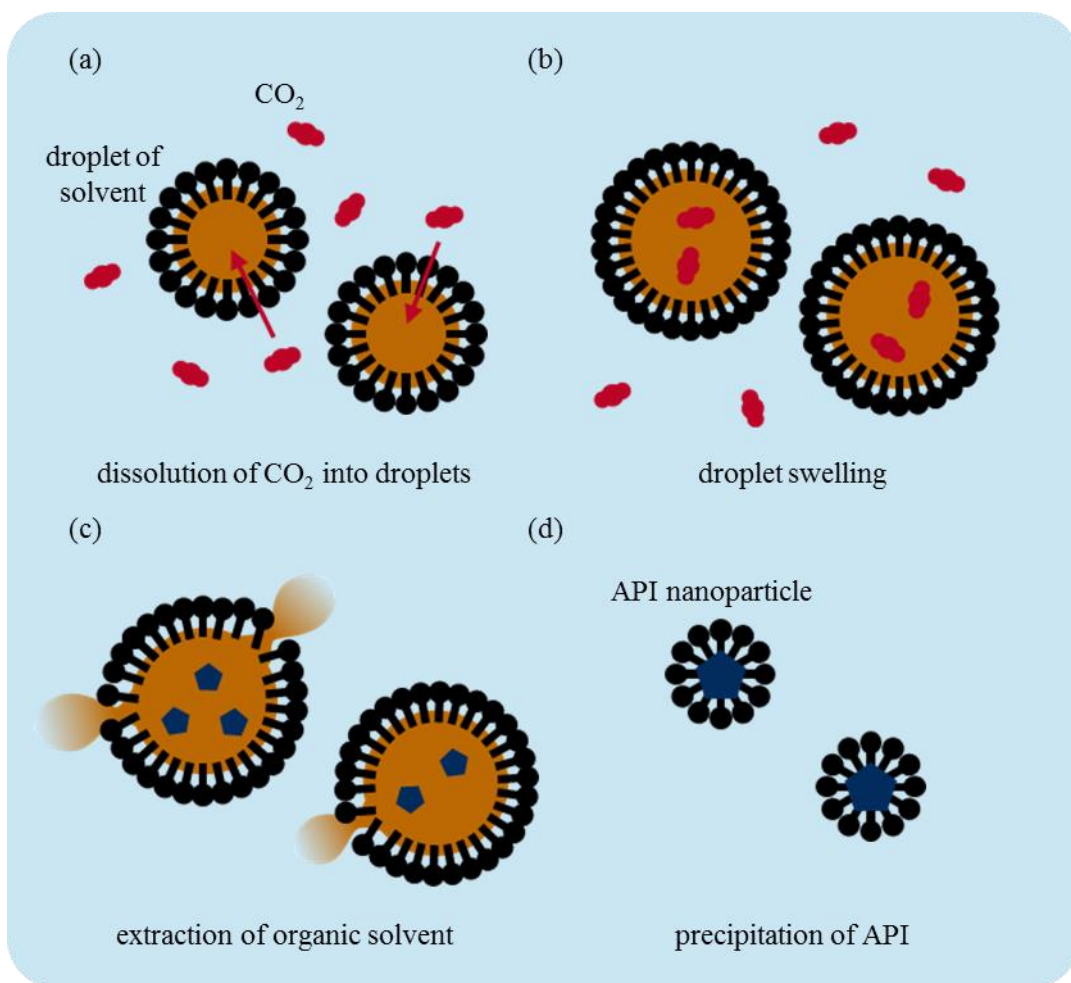 (a)
CO₂
droplet of
solvent
dissolution of CO₂ into droplets
(b)
droplet swelling
(c)
extraction of organic solvent
(d)
API nanoparticle
precipitation of API